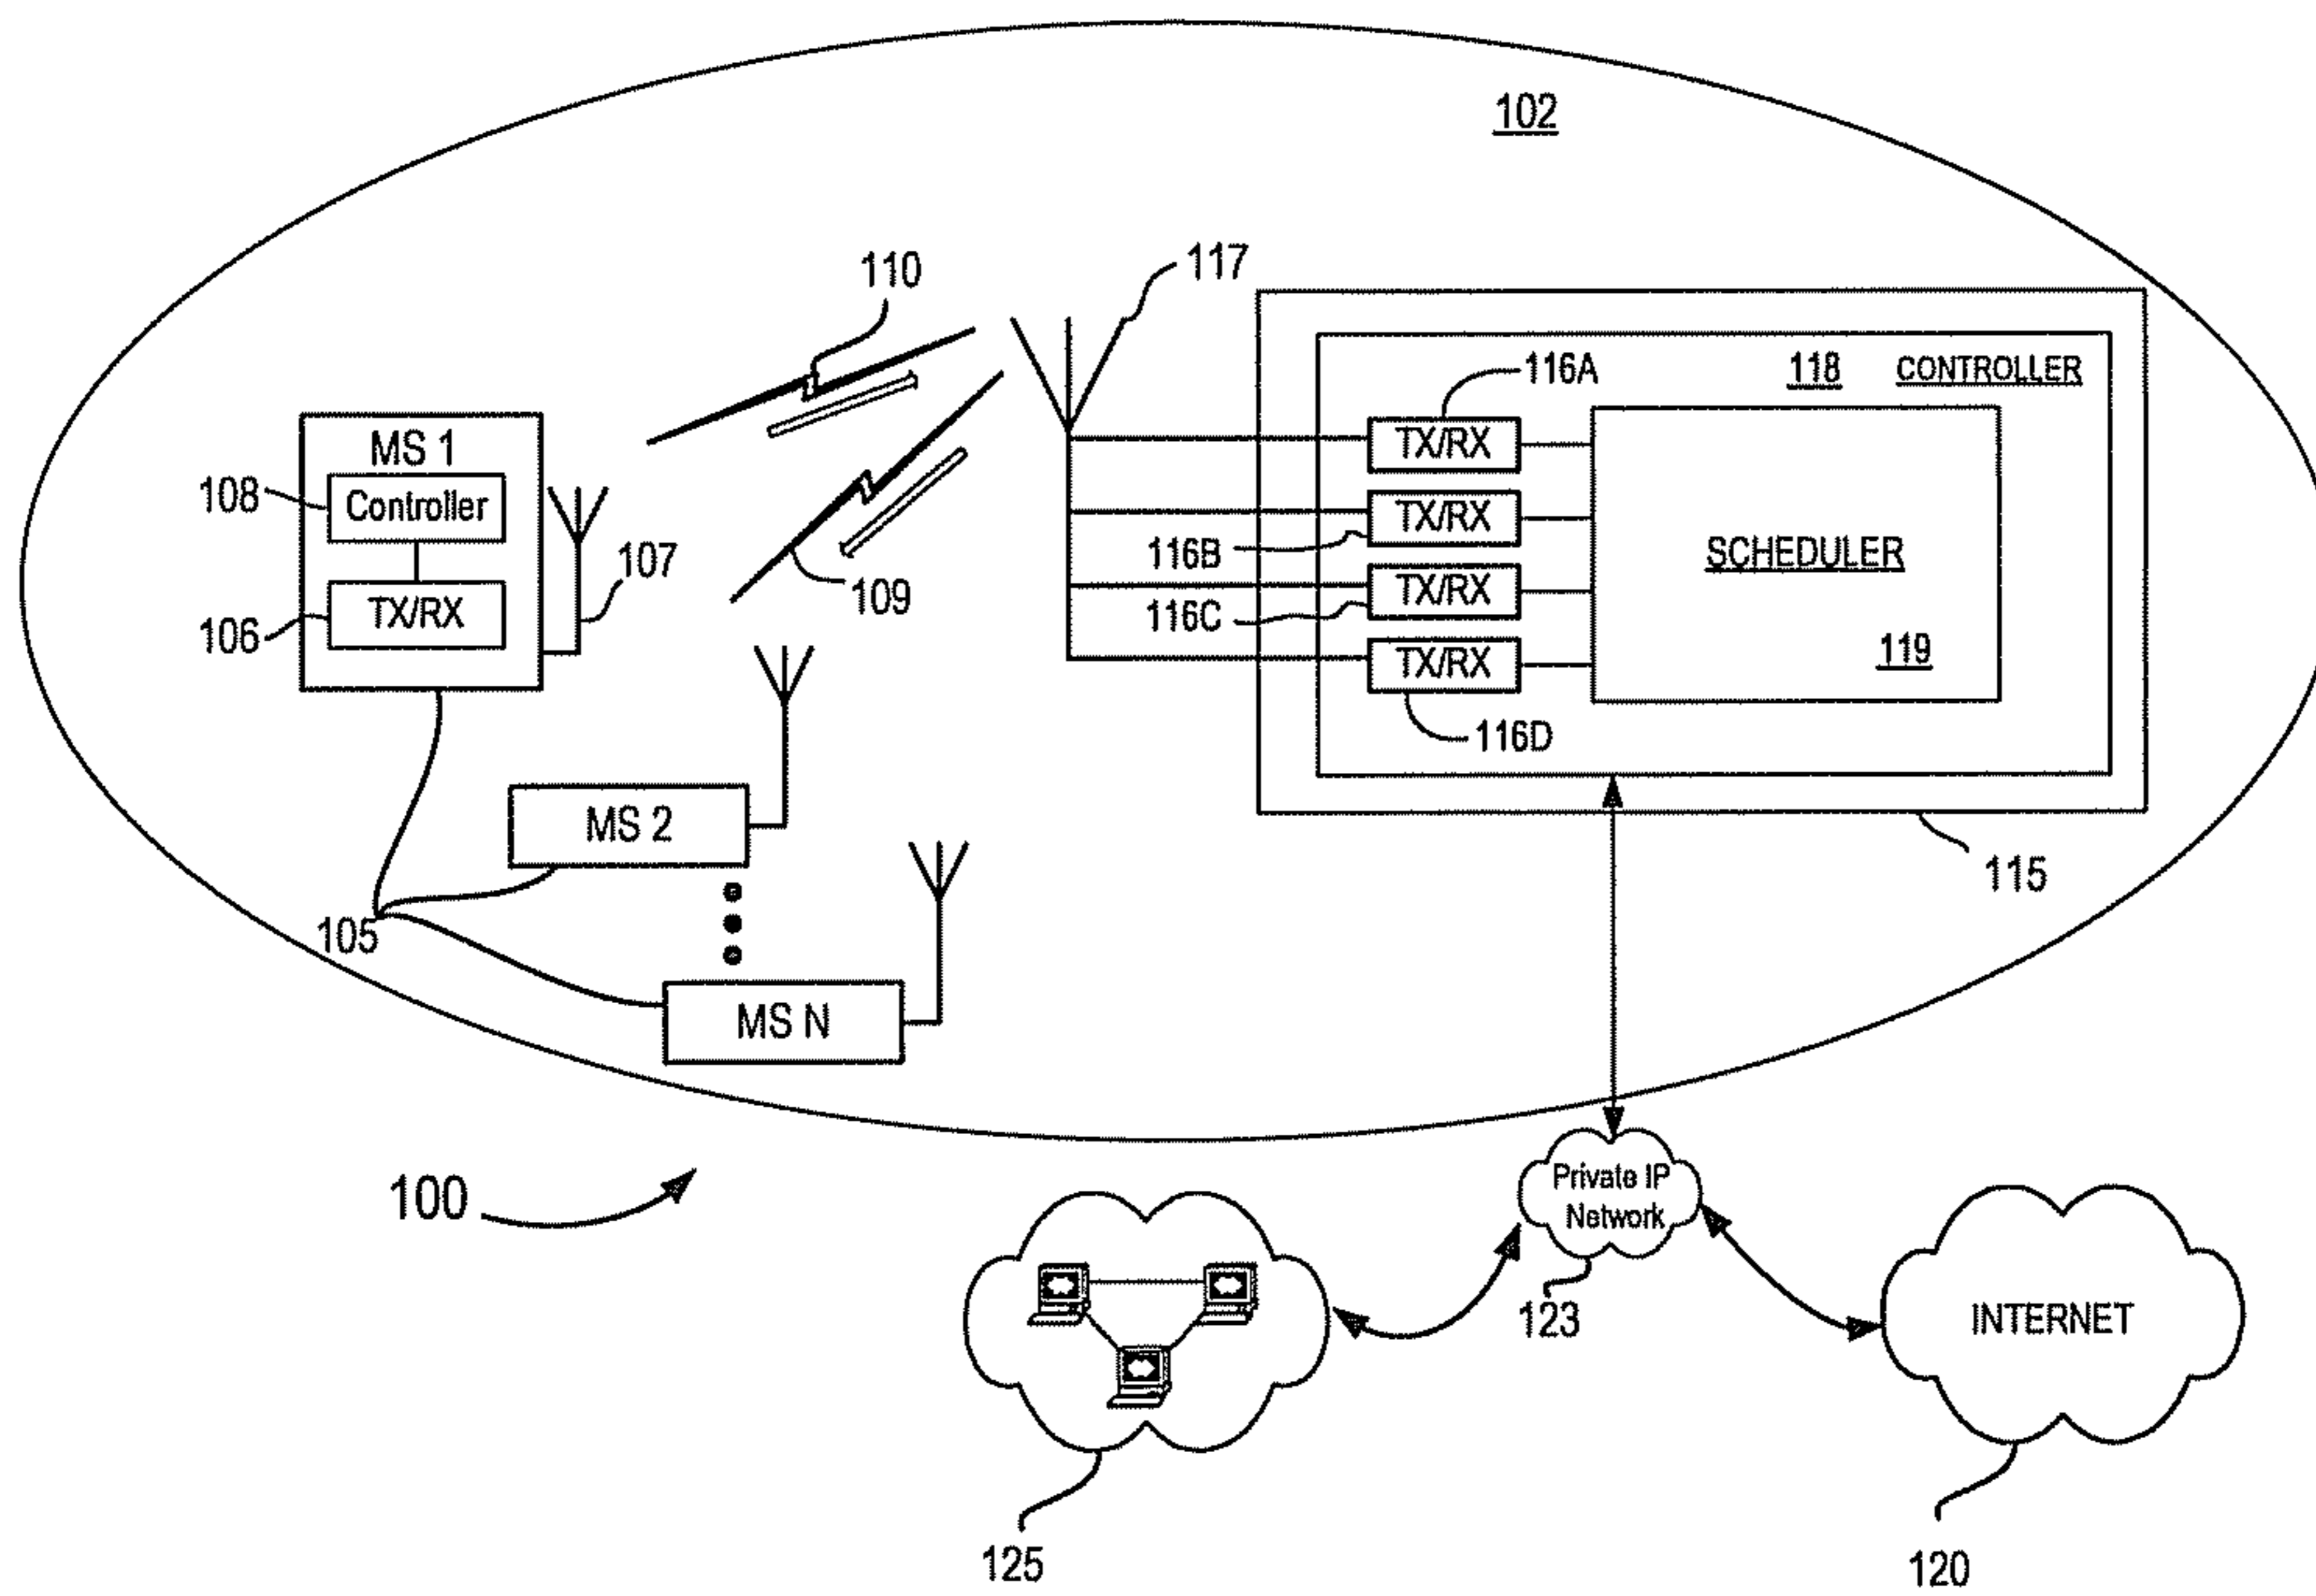 102
110
117
116A
118 CONTROLLER
MS 1
TX/RX
108
Controller
TX/RX
107
116B
SCHEDULER
109
106
TX/RX
116C
TX/RX
119
TX/RX
116D
MS 2
115
105
MS N
100
Private IP
Network
123
INTERNET
125
120